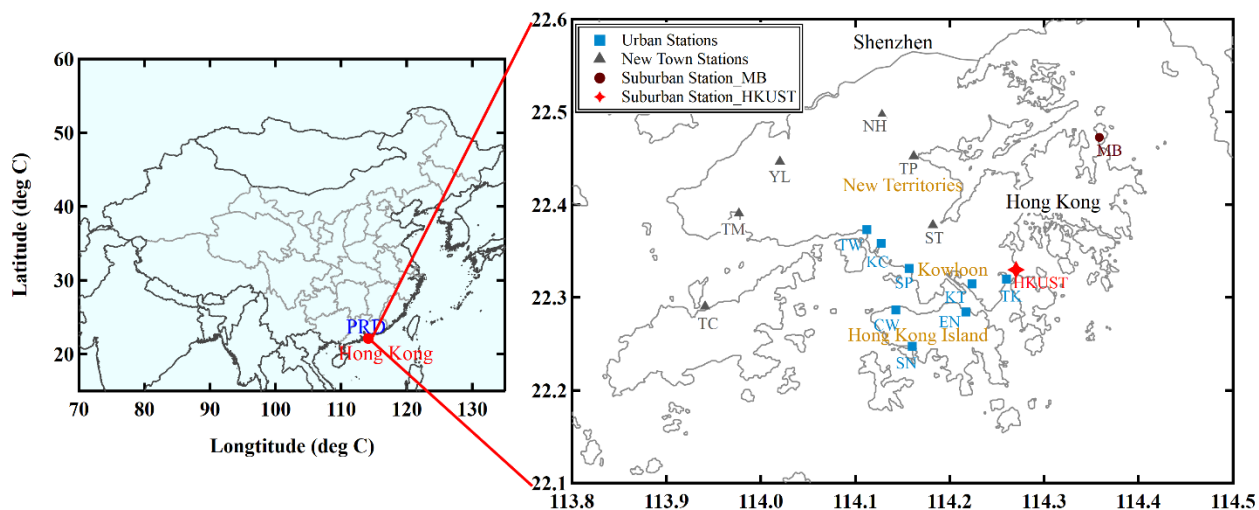 60
50
40
30
20
Latitude (deg C)
70
80
90
100
110
120
130
Longtitude (deg C)
PRD
Hong Kong
22.6
22.5
22.4
22.3
22.2
22.1
113.8
113.9
114.0
114.1
114.2
114.3
114.4
114.5
Urban Stations
New Town Stations
Suburban Station_MB
Suburban Station_HKUST
Shenzhen
NH
MB
YL
TP
New Territories
Hong Kong
TM
TW
ST
KC
Kowloon
SP
HKUST
KT
TK
TC
CW
EN
Hong Kong Island
SN